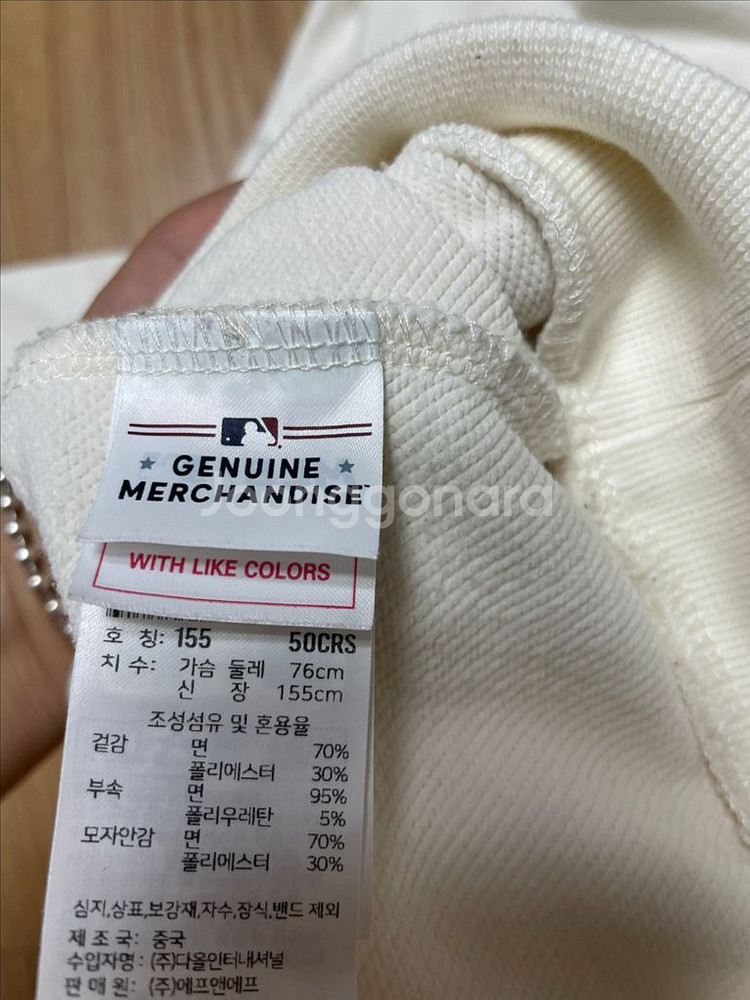 GENUINE
MERCHANDISE™
Joonggonara
WITH LIKE COLORS
호 칭: 155 50CRS
치 수: 가슴 둘레 76cm
신 장 155cm
조성섬유 및 혼용율
겉감 면 70%
폴리에스터 30%
부속 면 95%
폴리우레탄 5%
모자안감 면 70%
폴리에스터 30%
심지,상표,보강재,자수,장식,밴드 제외
제 조 국: 중국
수입자명 : (주)다올인터내셔널
판 매 원: (주)에프앤에프